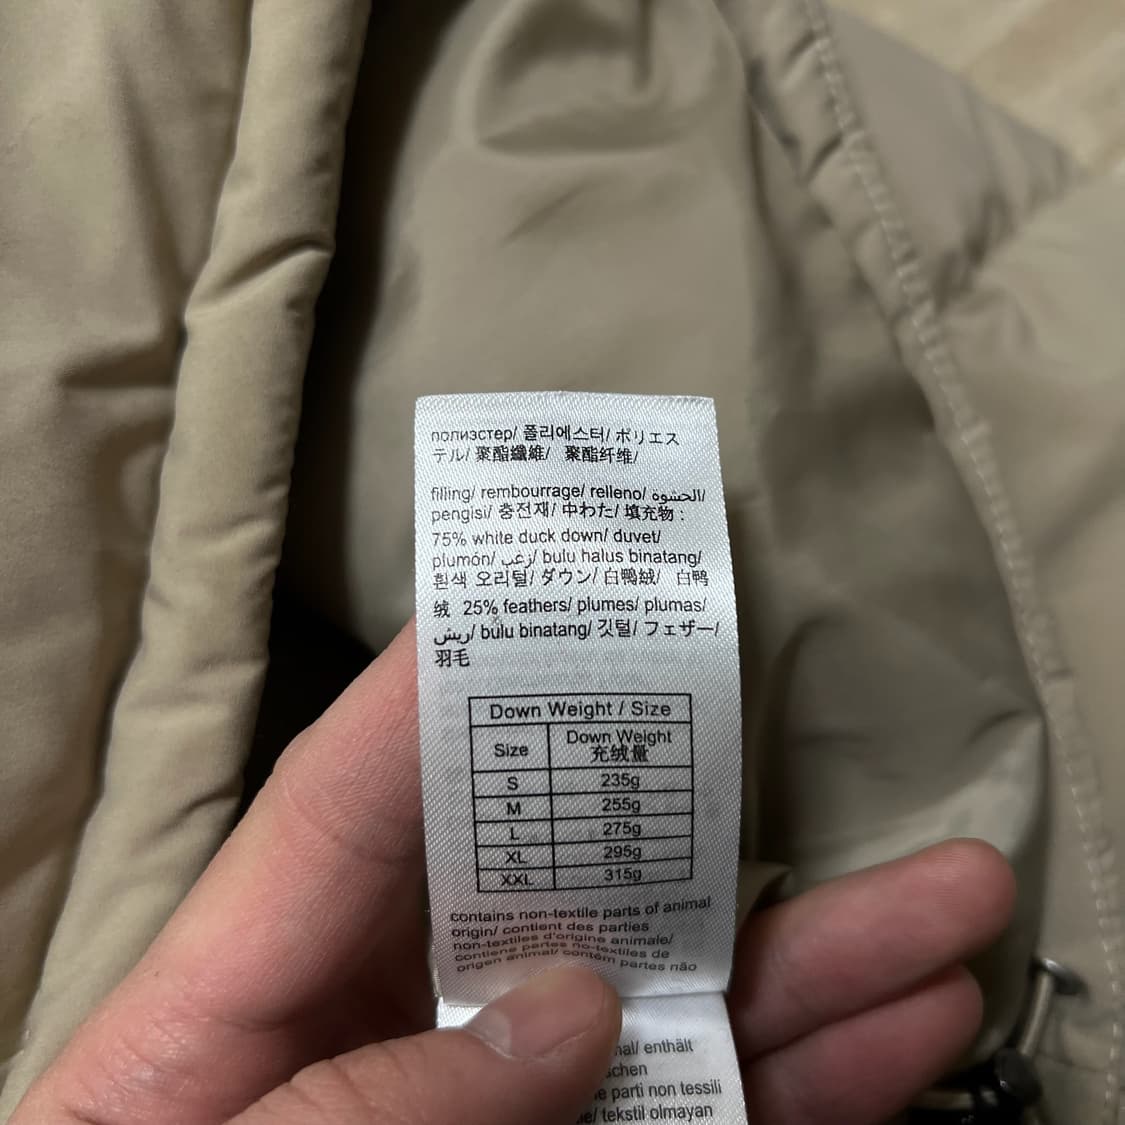 полиэстер/ 폴리에스터/ ポリエス
テル/ 聚酯纖維/ 聚酯纤维/
filling/ rembourrage/ relleno/ الحشوة/
pengisi/ 충전재/ 中わた/ 填充物 :
75% white duck down/ duvet/
plumón/ زغب/ bulu halus binatang/
흰색 오리털/ ダウン/ 白鴨絨/ 白鸭
绒 25% feathers/ plumes/ plumas/
ريش/ bulu binatang/ 깃털/ フェザー/
羽毛
Down Weight / Size
Size Down Weight
充绒量
S 235g
M 255g
L 275g
XL 295g
XXL 315g
contains non-textile parts of animal
origin/ contient des parties
non-textiles d'origine animale/
contiene partes no-textiles de
origen animal/ contém partes não
enthält
parti non tessili
tekstil olmayan